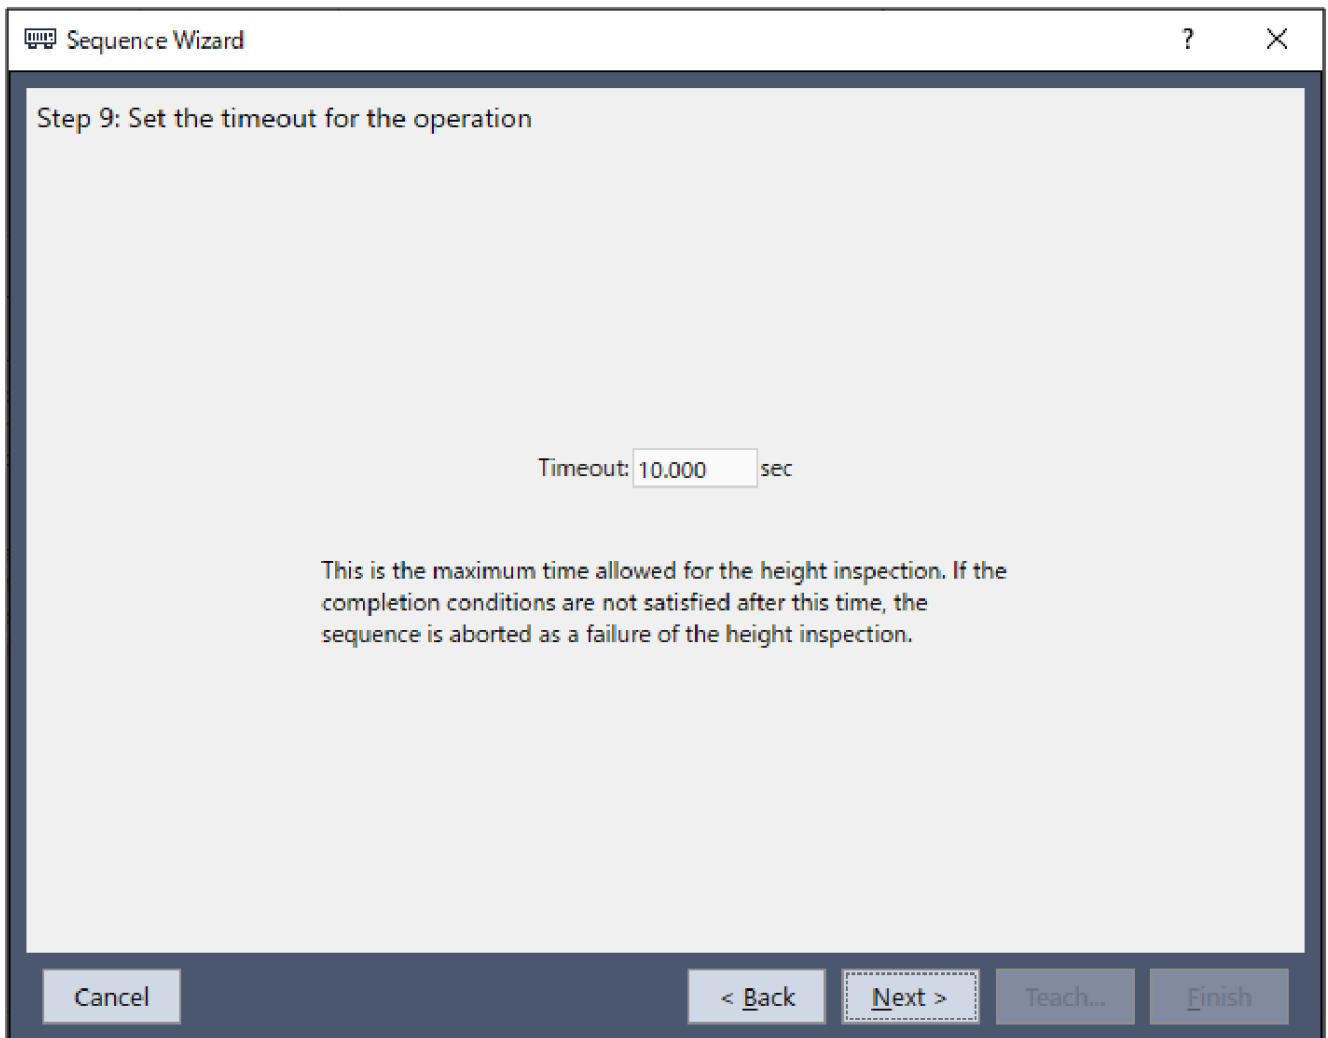 Sequence Wizard
?
Step 9: Set the timeout for the operation
Timeout: 10.000 sec
This is the maximum time allowed for the height inspection. If the
completion conditions are not satisfied after this time, the
sequence is aborted as a failure of the height inspection.
Cancel < Back Next > Teach... Finish